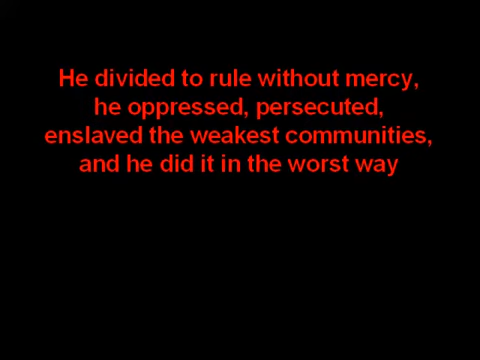 He divided to rule without mercy,
he oppressed, persecuted,
enslaved the weakest communities,
and he did it in the worst way